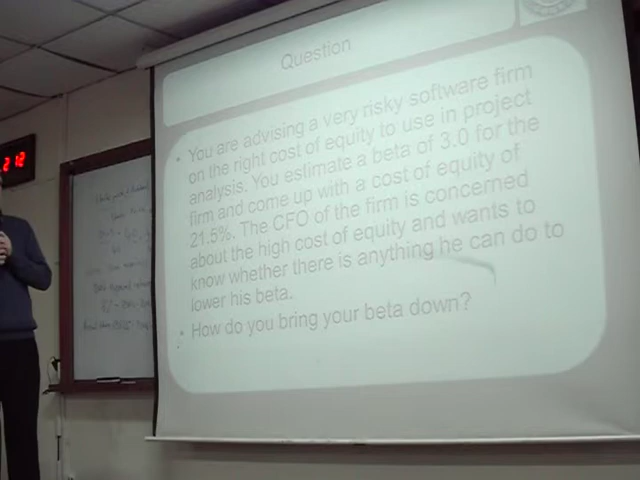 Question
• You are advising a very risky software firm
on the right cost of equity to use in project
analysis. You estimate a beta of 3.0 for the
firm and come up with a cost of equity of
21.5%. The CFO of the firm is concerned
about the high cost of equity and wants to
know whether there is anything he can do to
lower his beta.
• How do you bring your beta down?
2 12